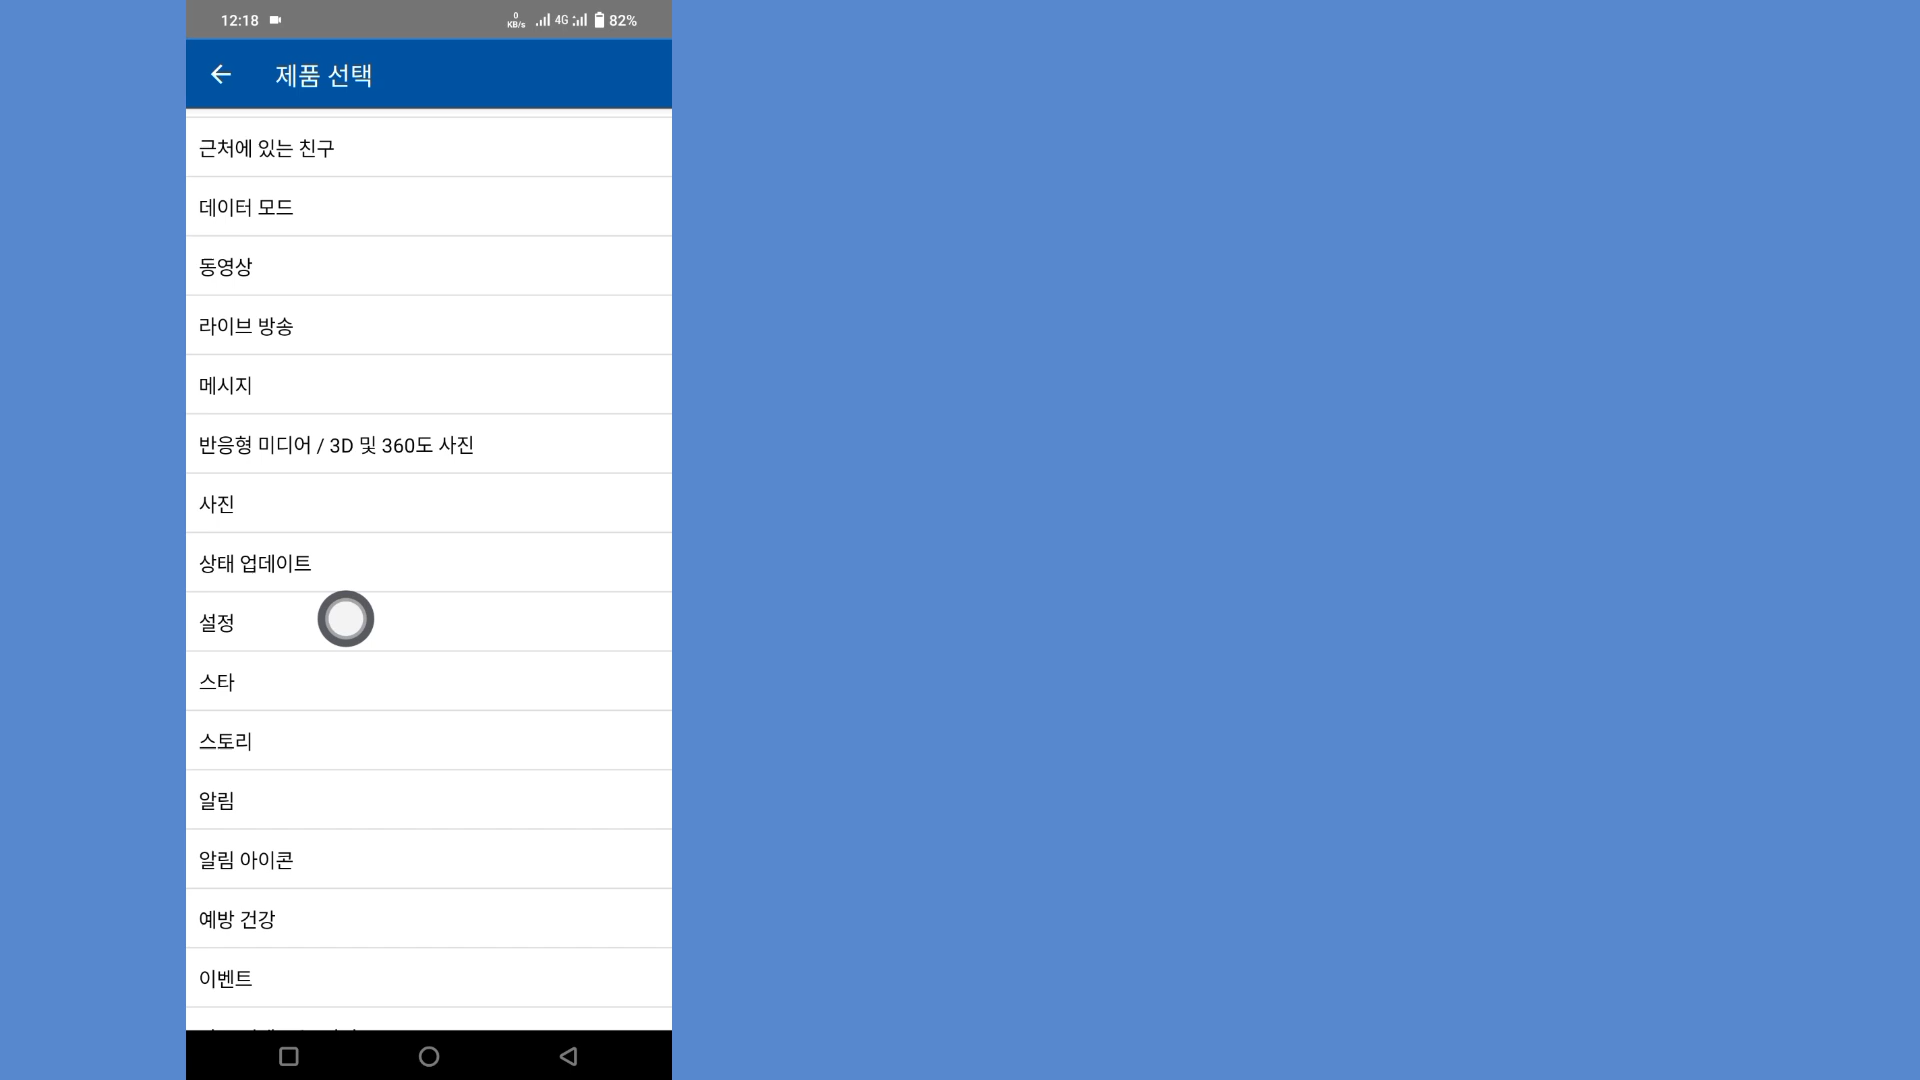 12:18
0
KB/s
4G
82%
제품 선택
근처에 있는 친구
데이터 모드
동영상
라이브 방송
메시지
반응형 미디어 / 3D 및 360도 사진
사진
상태 업데이트
설정
스타
스토리
알림
알림 아이콘
예방 건강
이벤트